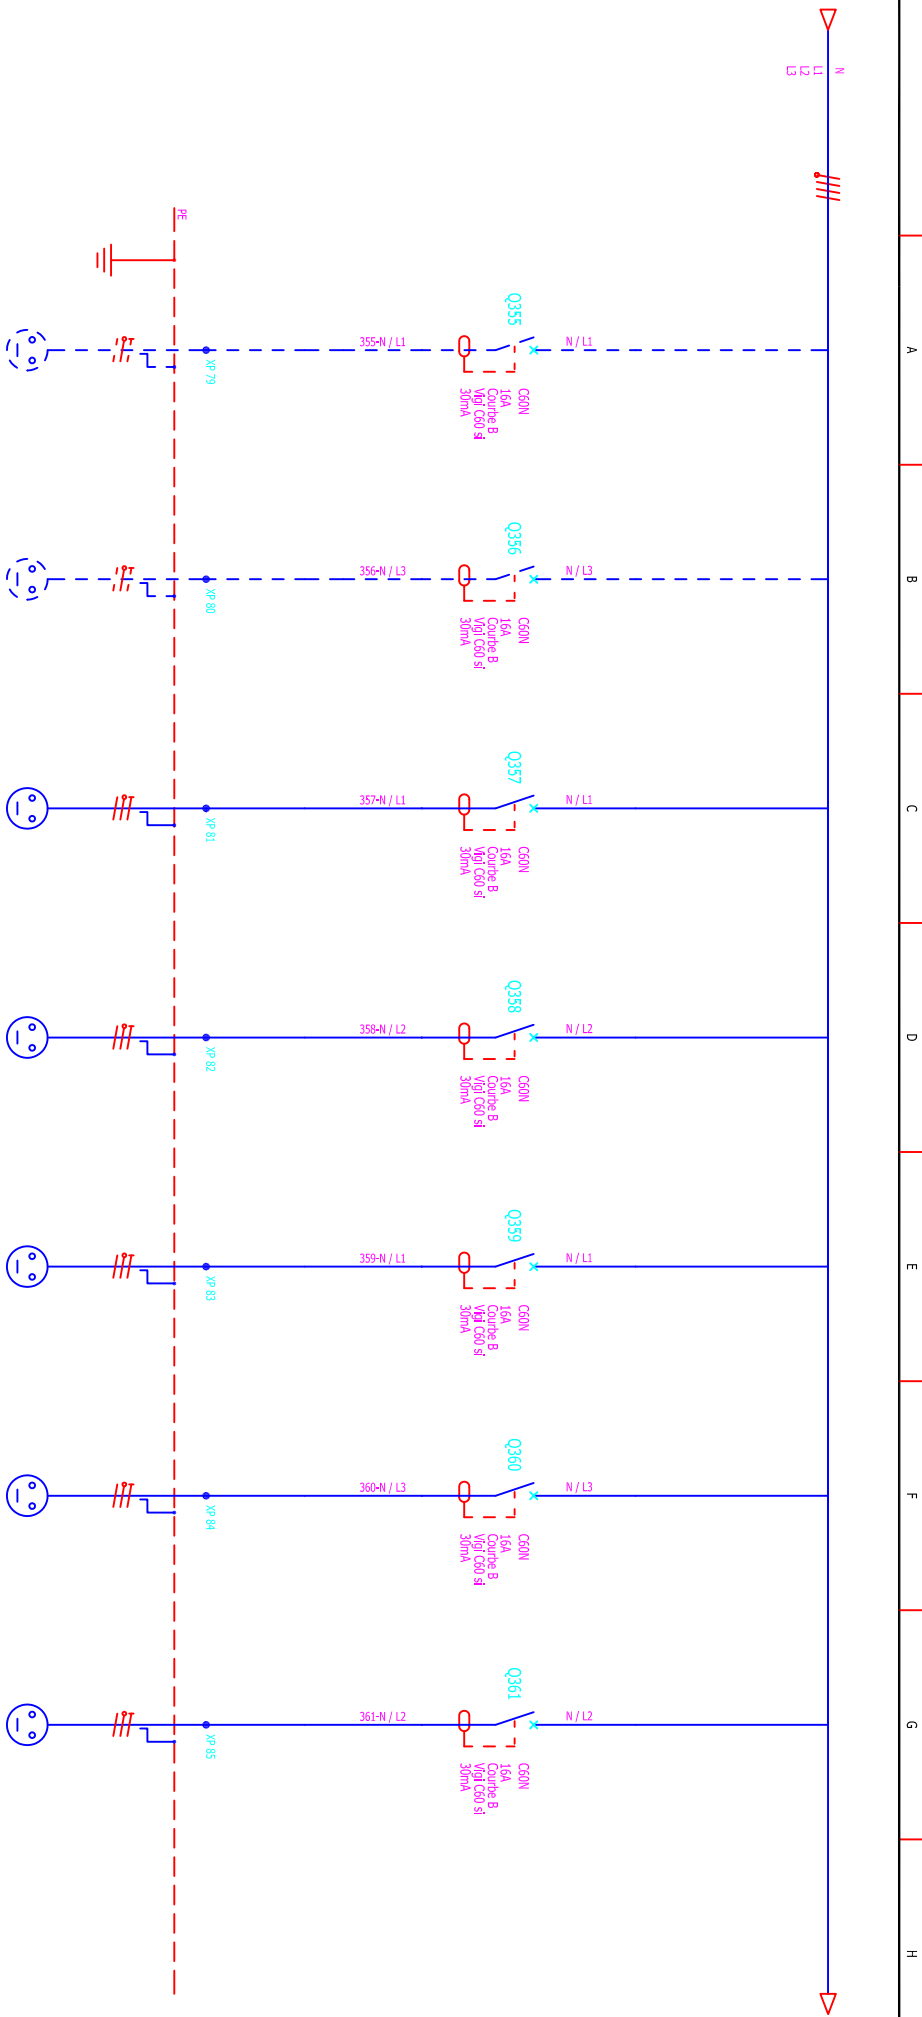 N
L1
L2
L3
PE
A
Q355
N / L1
C60N
16A
Courbe B
Vigi C60 si
30mA
355-N / L1
XP 79
B
Q356
N / L3
C60N
16A
Courbe B
Vigi C60 si
30mA
356-N / L3
XP 80
C
Q357
N / L1
C60N
16A
Courbe B
Vigi C60 si
30mA
357-N / L1
XP 81
D
Q358
N / L2
C60N
16A
Courbe B
Vigi C60 si
30mA
358-N / L2
XP 82
E
Q359
N / L1
C60N
16A
Courbe B
Vigi C60 si
30mA
359-N / L1
XP 83
F
Q360
N / L3
C60N
16A
Courbe B
Vigi C60 si
30mA
360-N / L3
XP 84
G
Q361
N / L2
C60N
16A
Courbe B
Vigi C60 si
30mA
361-N / L2
XP 85
H